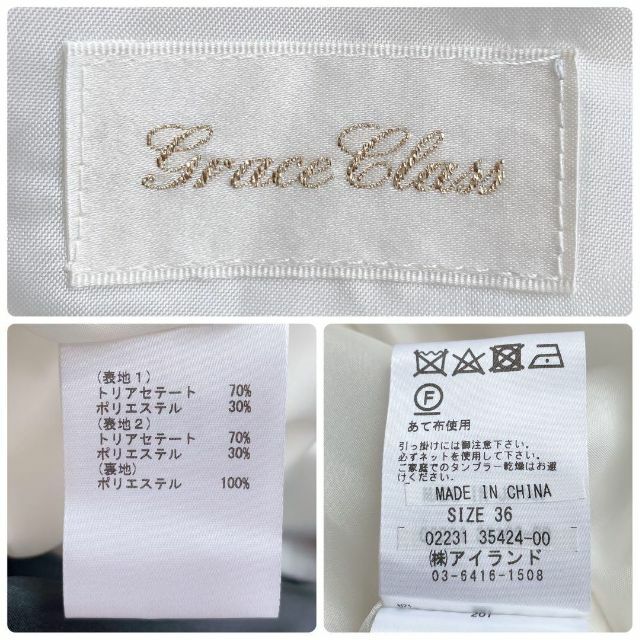 Grace Class
(表地1)
トリアセテート 70%
ポリエステル 30%
(表地2)
トリアセテート 70%
ポリエステル 30%
(裏地)
ポリエステル 100%
F
あて布使用
引っ掛けには御注意下さい。
必ずネットを使用して下さい。
ご家庭でのタンブラー乾燥はお避
けください。
MADE IN CHINA
SIZE 36
02231 35424-00
㈱アイランド
03-6416-1508
201